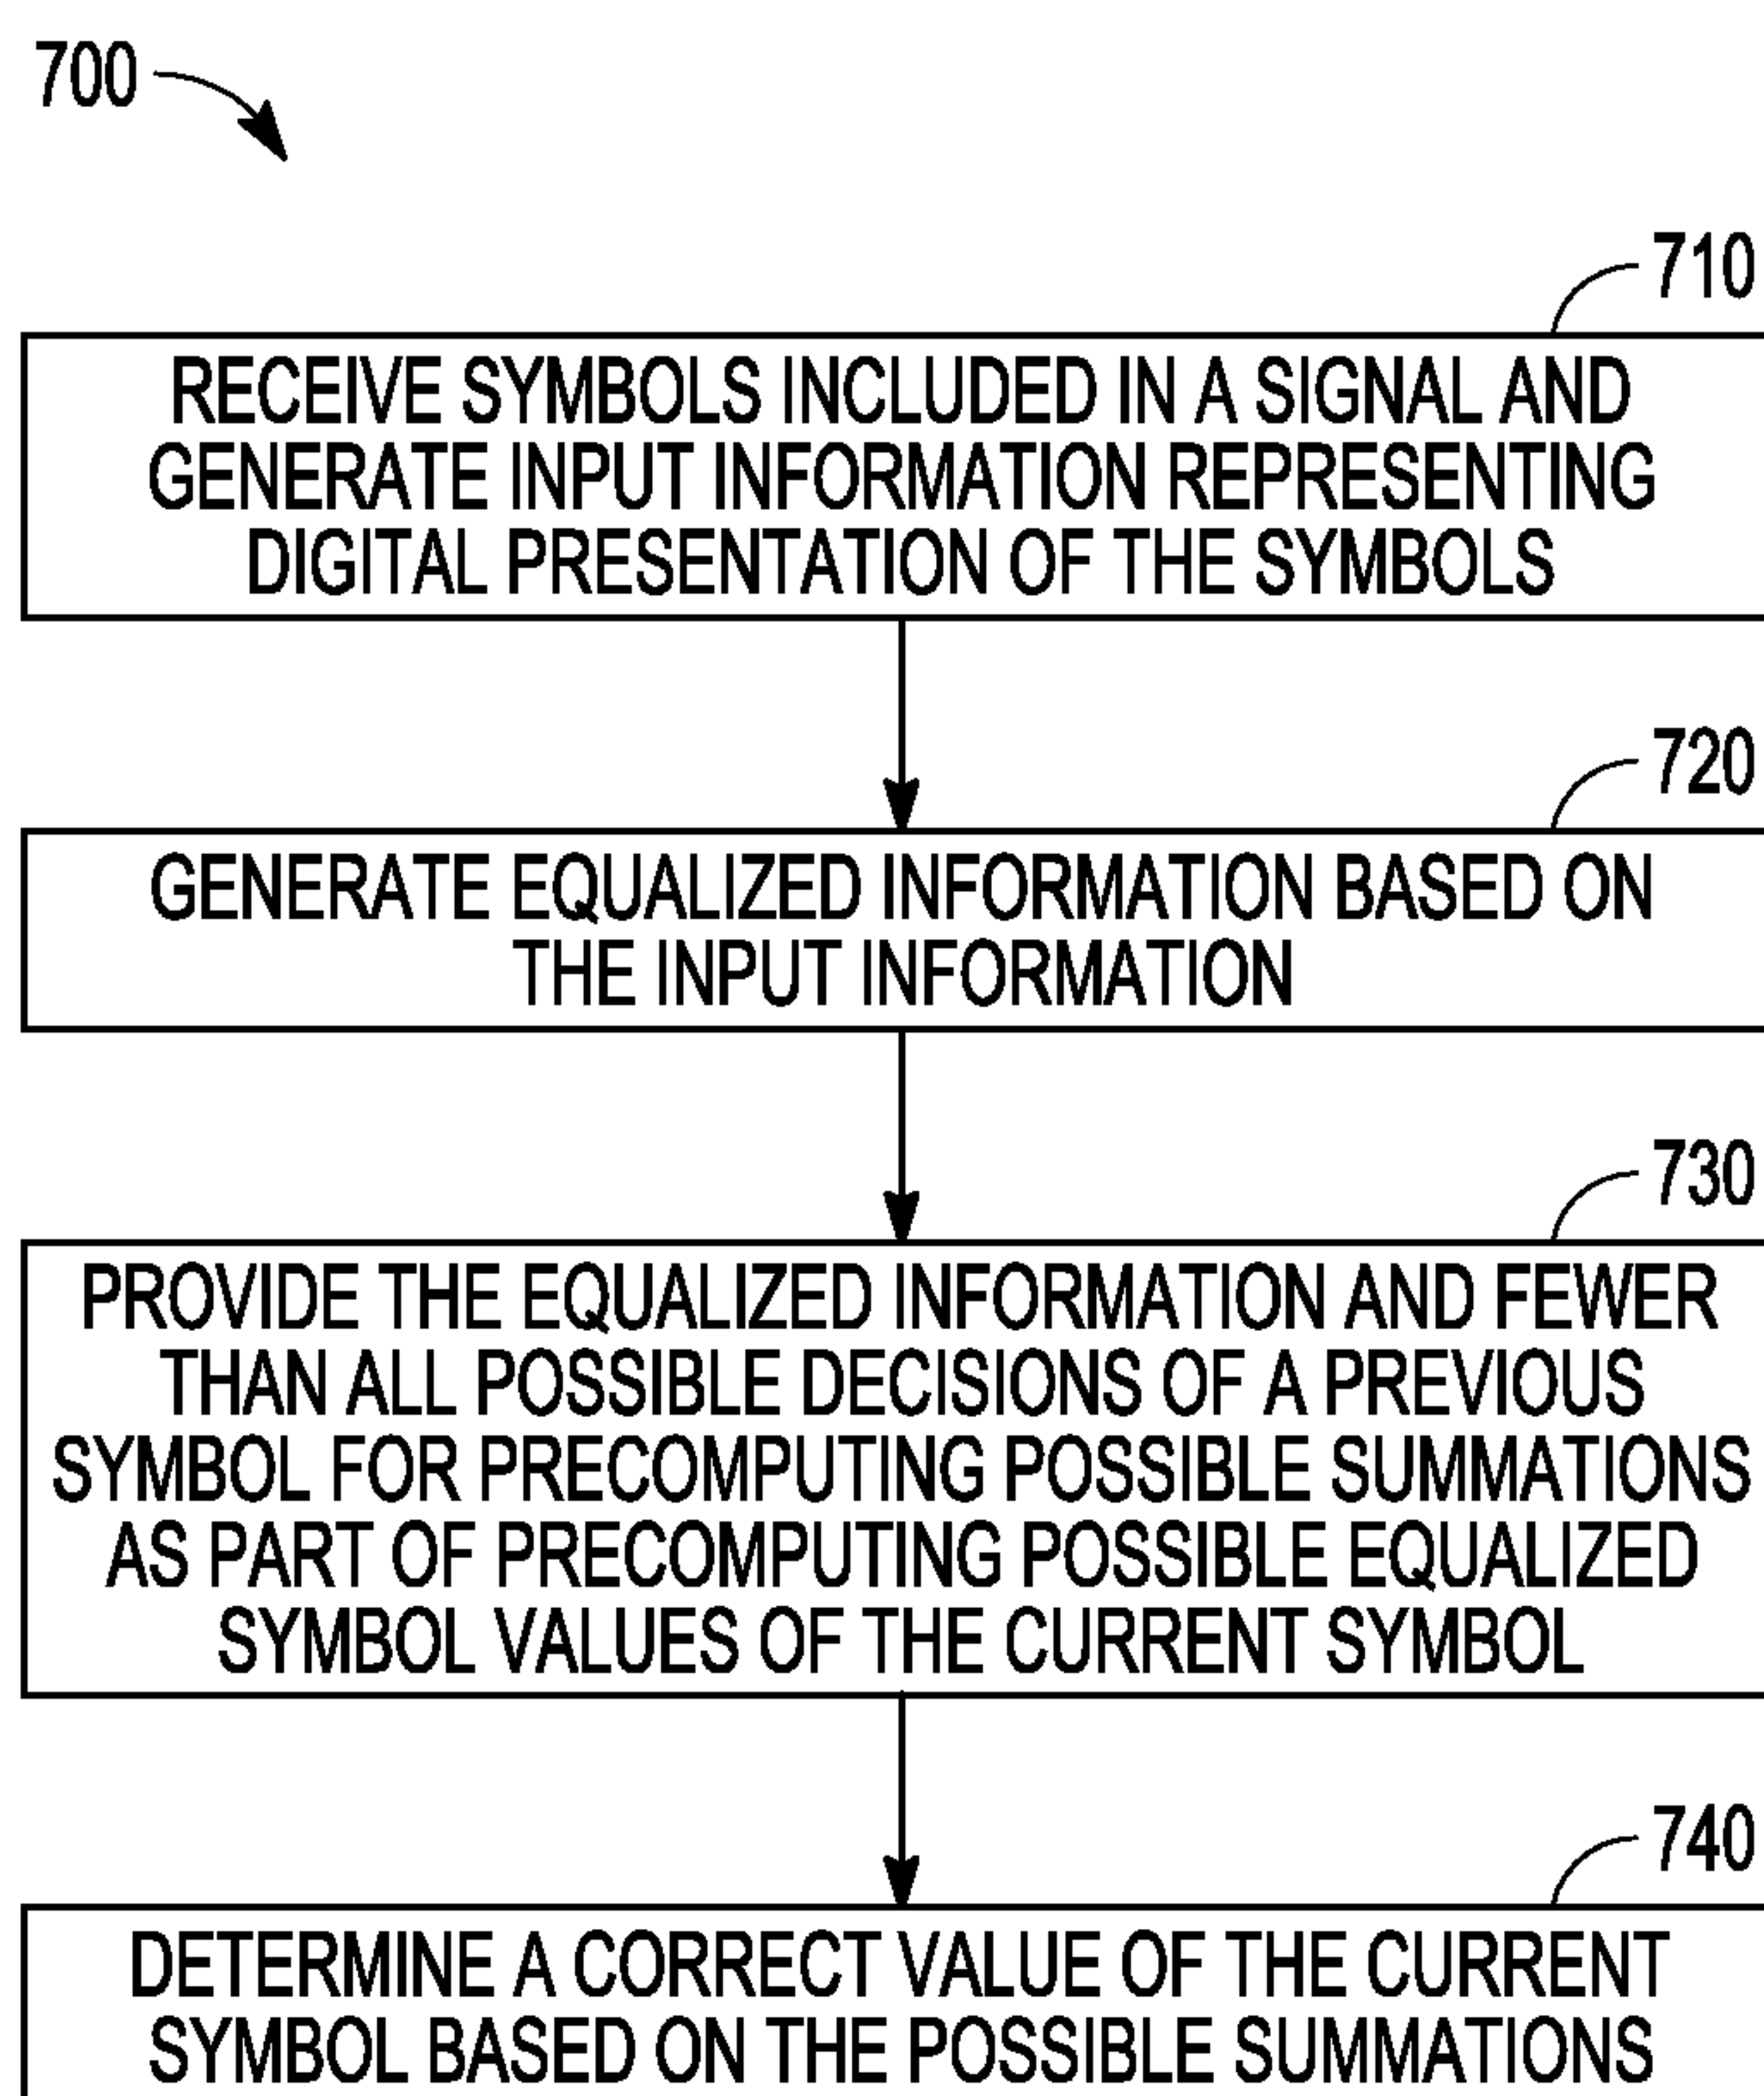 700
710
RECEIVE SYMBOLS INCLUDED IN A SIGNAL AND
GENERATE INPUT INFORMATION REPRESENTING
DIGITAL PRESENTATION OF THE SYMBOLS
720
GENERATE EQUALIZED INFORMATION BASED ON
THE INPUT INFORMATION
730
PROVIDE THE EQUALIZED INFORMATION AND FEWER
THAN ALL POSSIBLE DECISIONS OF A PREVIOUS
SYMBOL FOR PRECOMPUTING POSSIBLE SUMMATIONS
AS PART OF PRECOMPUTING POSSIBLE EQUALIZED
SYMBOL VALUES OF THE CURRENT SYMBOL
740
DETERMINE A CORRECT VALUE OF THE CURRENT
SYMBOL BASED ON THE POSSIBLE SUMMATIONS